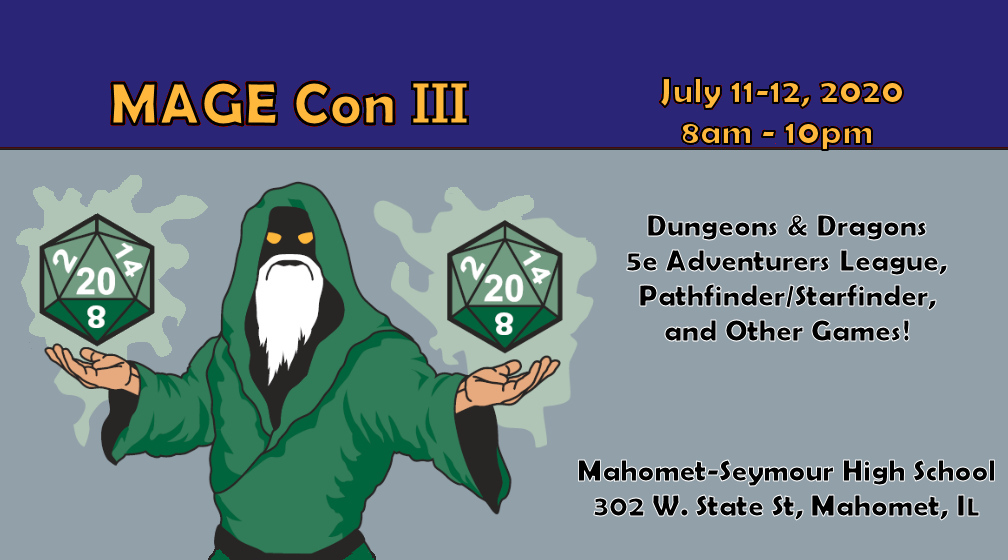 MAGE Con III
July 11-12, 2020
8am - 10pm
2 14
20
8
2 14
20
8
Dungeons & Dragons
5e Adventurers League,
Pathfinder/Starfinder,
and Other Games!
Mahomet-Seymour High School
302 W. State St, Mahomet, IL